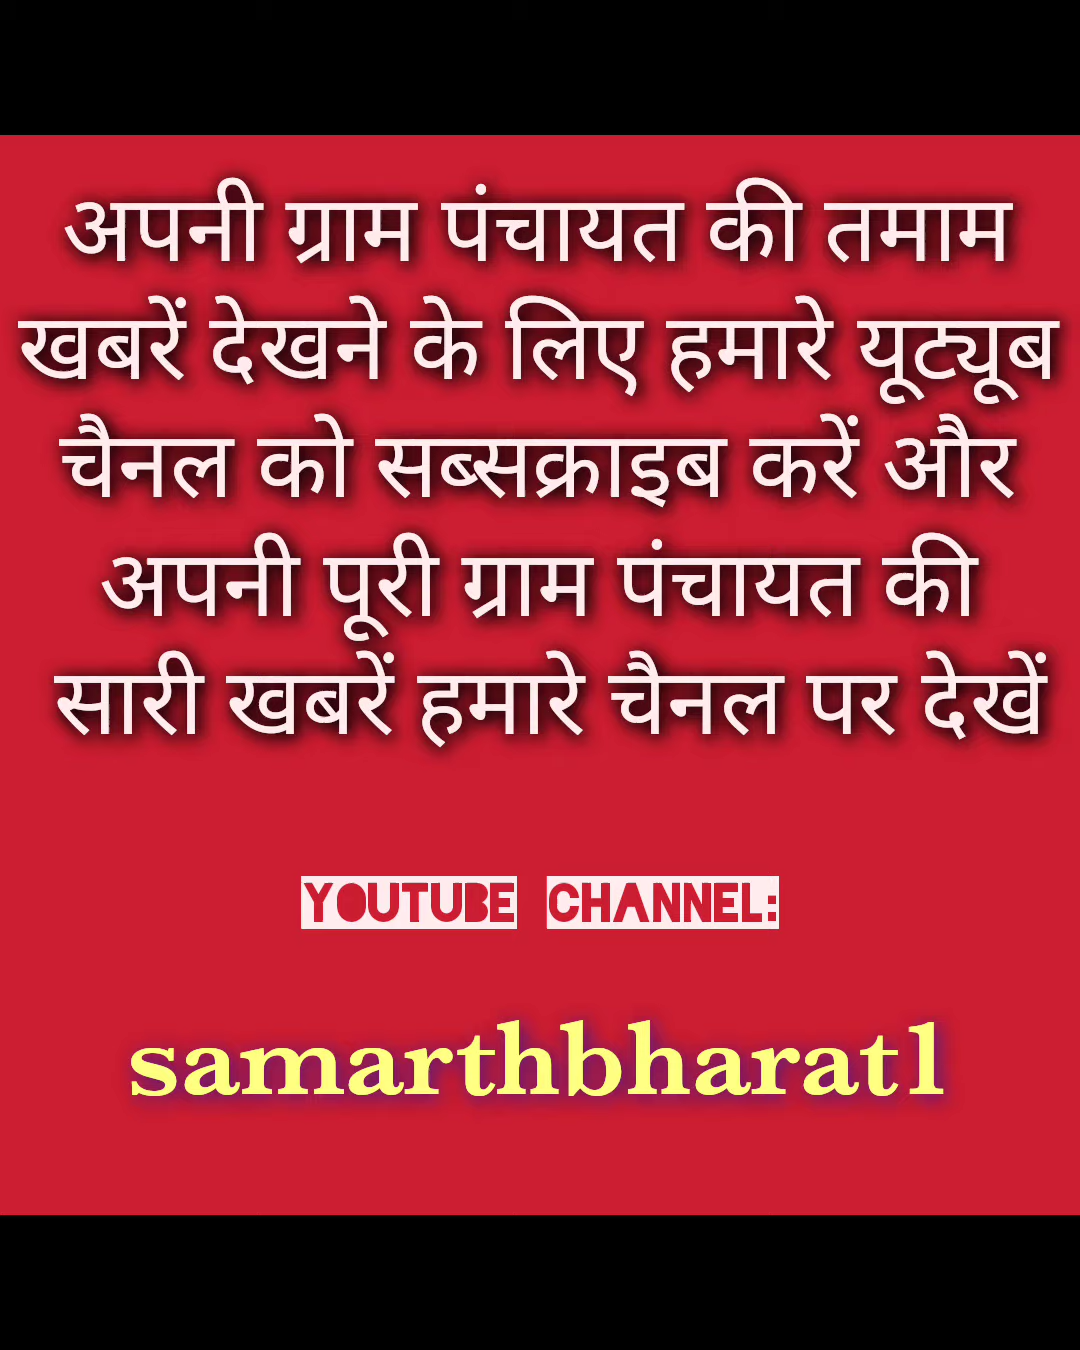 अपनी ग्राम पंचायत की तमाम
खबरें देखने के लिए हमारे यूट्यूब
चैनल को सब्सक्राइब करें और
अपनी पूरी ग्राम पंचायत की
सारी खबरें हमारे चैनल पर देखें
YOUTUBE CHANNEL:
samarthbharat1